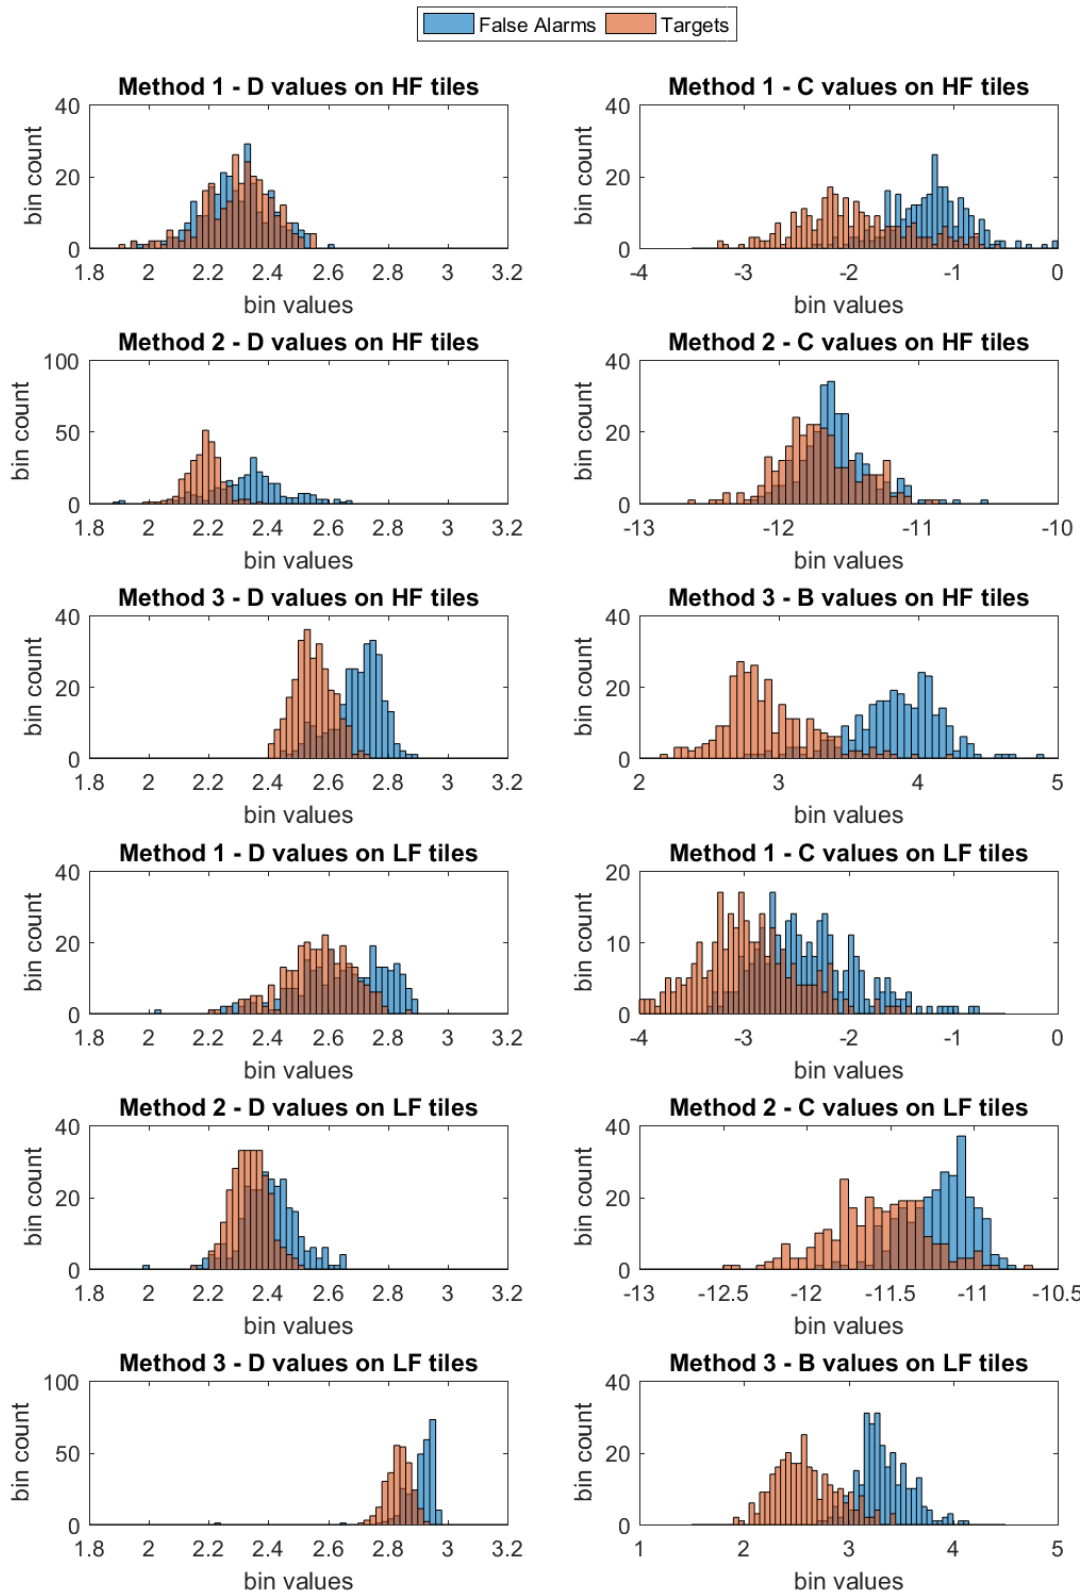 False Alarms Targets
Method 1 - D values on HF tiles
40
20
0
bin count
1.8 2 2.2 2.4 2.6 2.8 3 3.2
bin values
Method 1 - C values on HF tiles
40
20
0
bin count
-4 -3 -2 -1 0
bin values
Method 2 - D values on HF tiles
100
50
0
bin count
1.8 2 2.2 2.4 2.6 2.8 3 3.2
bin values
Method 2 - C values on HF tiles
40
20
0
bin count
-13 -12 -11 -10
bin values
Method 3 - D values on HF tiles
40
20
0
bin count
1.8 2 2.2 2.4 2.6 2.8 3 3.2
bin values
Method 3 - B values on HF tiles
40
20
0
bin count
2 3 4 5
bin values
Method 1 - D values on LF tiles
40
20
0
bin count
1.8 2 2.2 2.4 2.6 2.8 3 3.2
bin values
Method 1 - C values on LF tiles
20
10
0
bin count
-4 -3 -2 -1 0
bin values
Method 2 - D values on LF tiles
40
20
0
bin count
1.8 2 2.2 2.4 2.6 2.8 3 3.2
bin values
Method 2 - C values on LF tiles
40
20
0
bin count
-13 -12.5 -12 -11.5 -11 -10.5
bin values
Method 3 - D values on LF tiles
100
50
0
bin count
1.8 2 2.2 2.4 2.6 2.8 3 3.2
bin values
Method 3 - B values on LF tiles
40
20
0
bin count
1 2 3 4 5
bin values